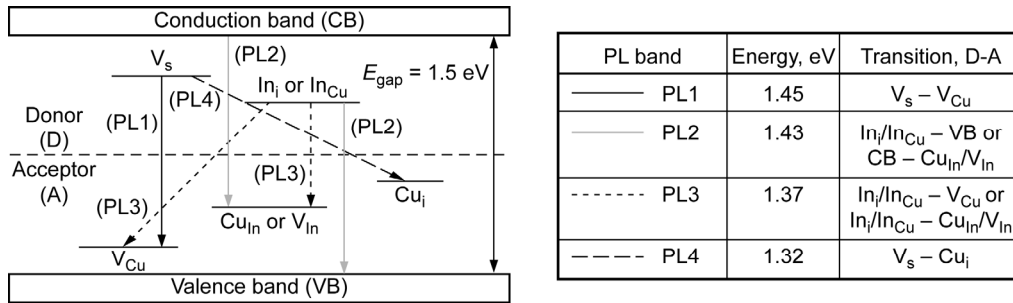 Conduction band (CB)
V_s
(PL2)
In_i or In_Cu
E_gap = 1.5 eV
(PL4)
(PL1)
(PL2)
Donor
(D)
Acceptor
(A)
(PL3)
Cu_i
(PL3)
Cu_In or V_In
V_Cu
Valence band (VB)
PL band Energy, eV Transition, D-A
PL1 1.45 V_s – V_Cu
PL2 1.43 In_i/In_Cu – VB or
CB – Cu_In/V_In
PL3 1.37 In_i/In_Cu – V_Cu or
In_i/In_Cu – Cu_In/V_In
PL4 1.32 V_s – Cu_i